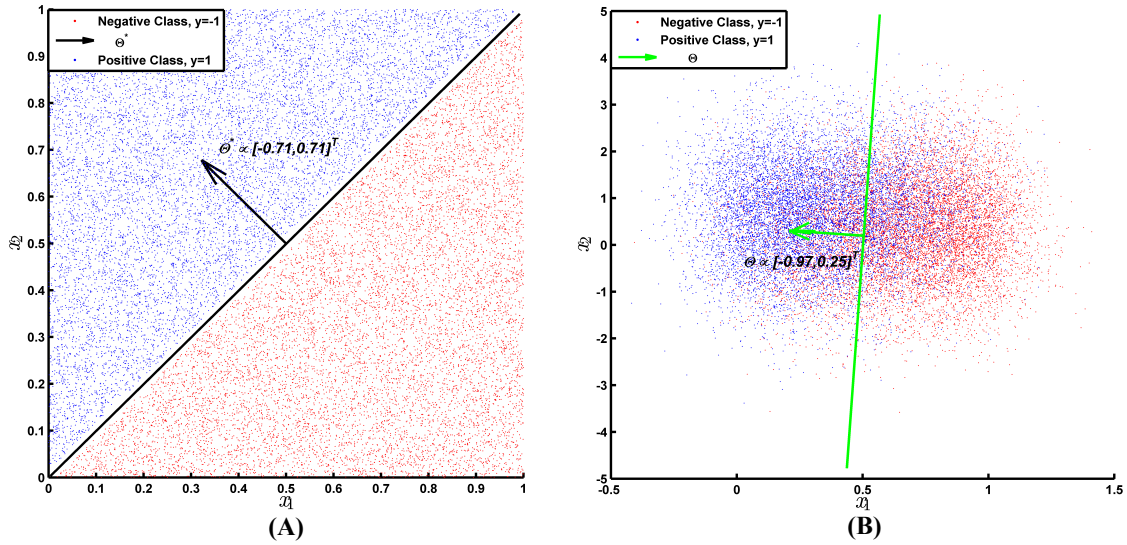 Negative Class, y=-1
Θ*
Positive Class, y=1
Θ* ∝ [-0.71,0.71]T
1
0.9
0.8
0.7
0.6
0.5
0.4
0.3
0.2
0.1
0
x2
0 0.1 0.2 0.3 0.4 0.5 0.6 0.7 0.8 0.9 1
x1
(A)
Negative Class, y=-1
Positive Class, y=1
Θ
Θ ∝ [-0.97,0,25]T
5
4
3
2
1
0
-1
-2
-3
-4
-5
x2
-0.5 0 0.5 1 1.5
x1
(B)